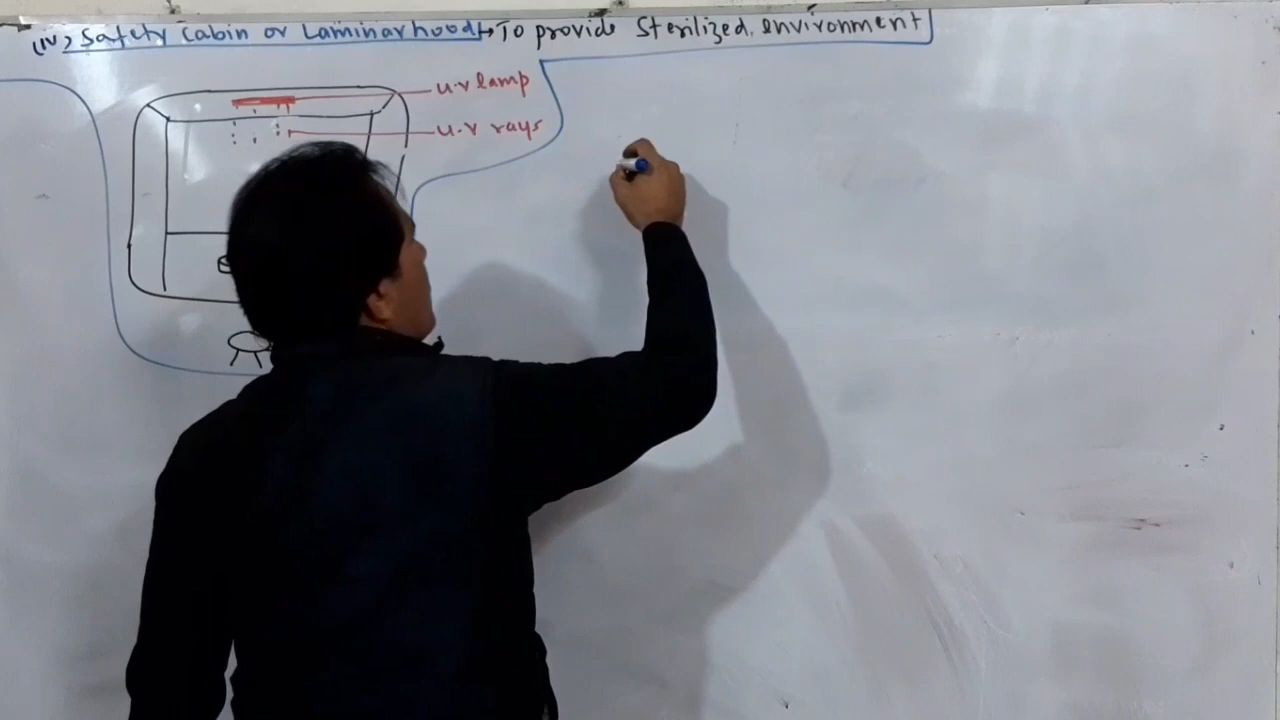 (iv) Safety Cabin or Laminar hood → To provide Sterilized environment
u.v lamp
u.v rays